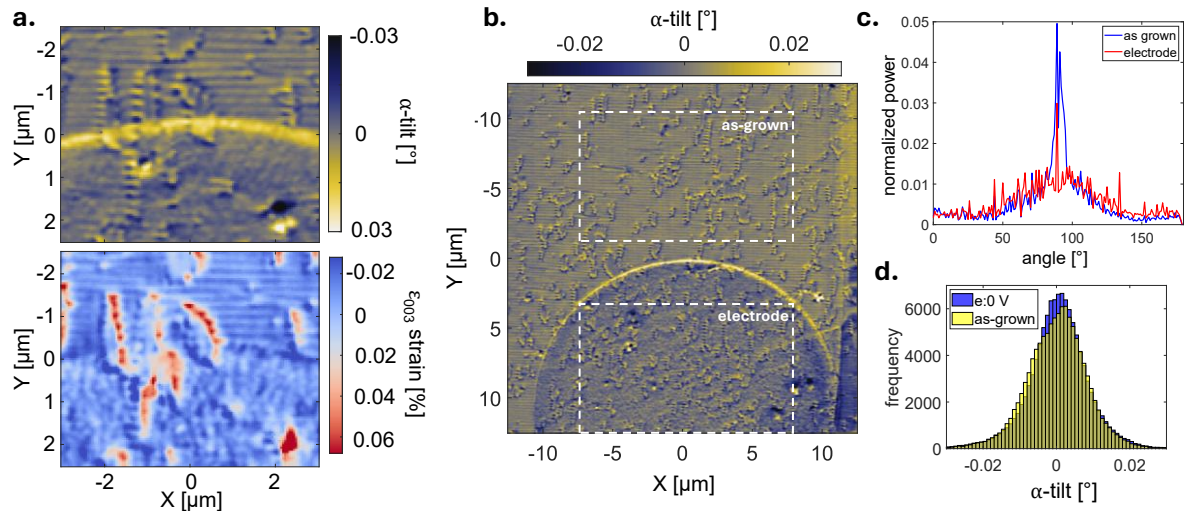 a.
-2
-1
0
1
2
Y [µm]
-0.03
0
0.03
α-tilt [°]
-2
-1
0
1
2
Y [µm]
-2
0
2
X [µm]
-0.02
0
0.02
0.04
0.06
ε003 strain [%]
b.
α-tilt [°]
-0.02
0
0.02
-10
-5
0
5
10
Y [µm]
as-grown
electrode
-10
-5
0
5
10
X [µm]
c.
0.05
0.04
0.03
0.02
0.01
0
normalized power
as grown
electrode
0
50
100
150
angle [°]
d.
6000
4000
2000
0
frequency
e:0 V
as-grown
-0.02
0
0.02
α-tilt [°]